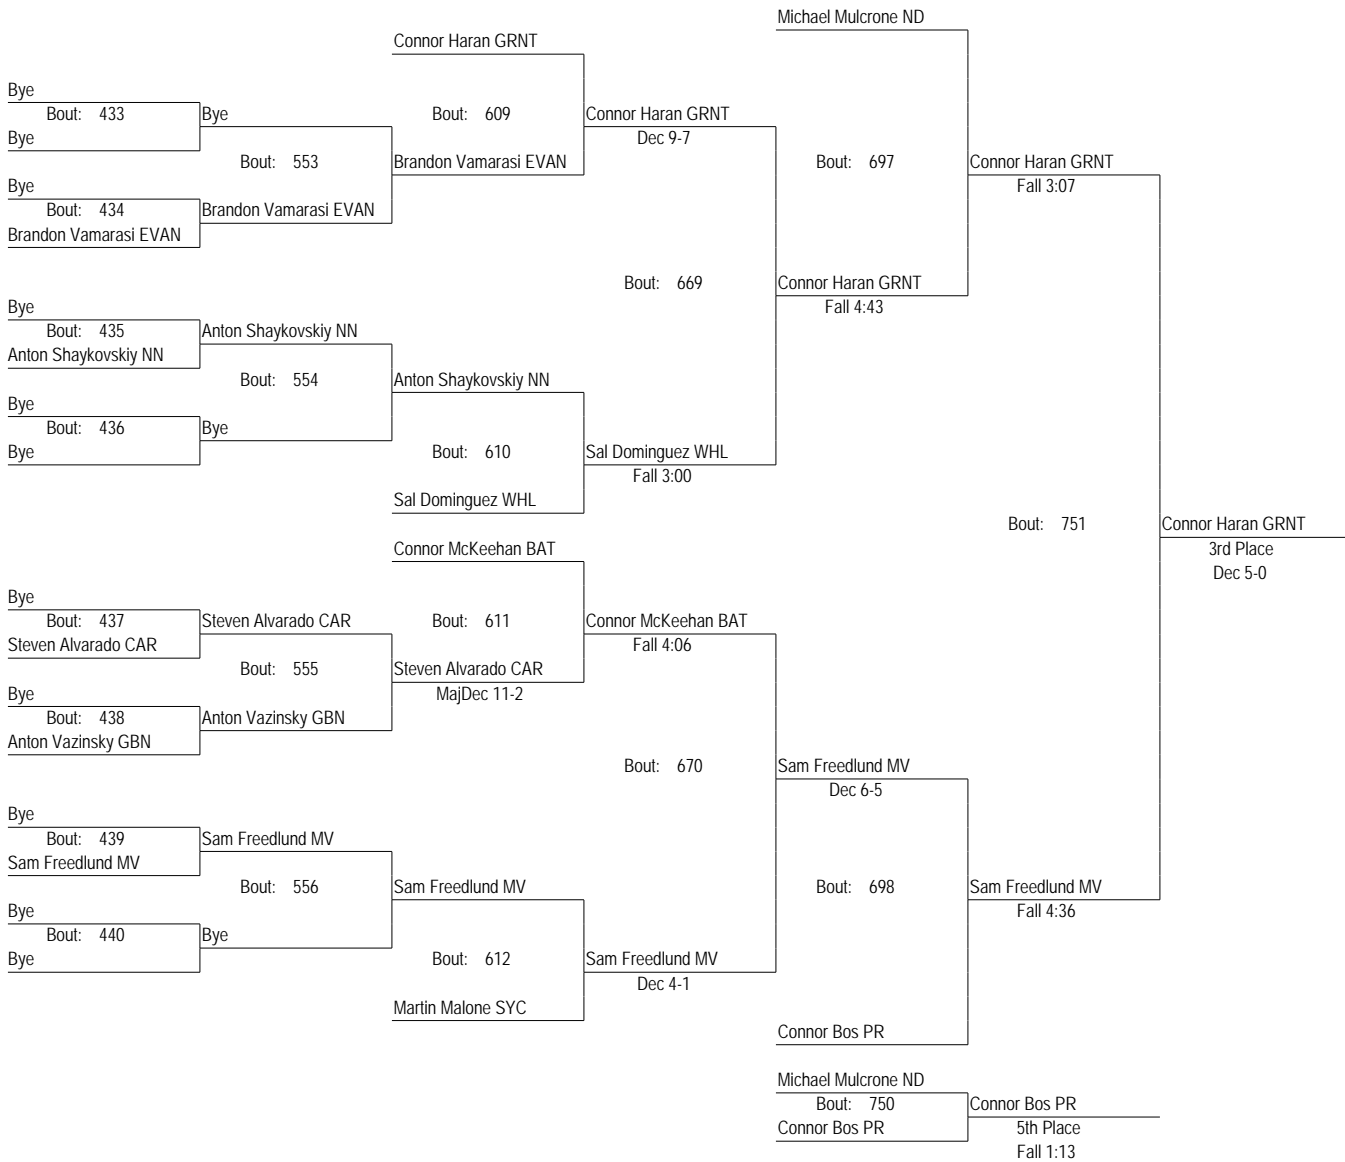 Michael Mulcrone ND
Connor Haran GRNT
Bye
Bout: 433
Bye
Bout: 609
Connor Haran GRNT
Bye
Dec 9-7
Bout: 553
Brandon Vamarasi EVAN
Bout: 697
Connor Haran GRNT
Bye
Fall 3:07
Bout: 434
Brandon Vamarasi EVAN
Brandon Vamarasi EVAN
Bout: 669
Connor Haran GRNT
Bye
Fall 4:43
Bout: 435
Anton Shaykovskiy NN
Anton Shaykovskiy NN
Bout: 554
Anton Shaykovskiy NN
Bye
Bout: 436
Bye
Bye
Bout: 610
Sal Dominguez WHL
Fall 3:00
Sal Dominguez WHL
Bout: 751
Connor Haran GRNT
3rd Place
Dec 5-0
Connor McKeehan BAT
Bye
Bout: 437
Steven Alvarado CAR
Bout: 611
Connor McKeehan BAT
Steven Alvarado CAR
Fall 4:06
Bout: 555
Steven Alvarado CAR
MajDec 11-2
Bye
Bout: 438
Anton Vazinsky GBN
Anton Vazinsky GBN
Bout: 670
Sam Freedlund MV
Dec 6-5
Bye
Bout: 439
Sam Freedlund MV
Sam Freedlund MV
Bout: 556
Sam Freedlund MV
Bout: 698
Sam Freedlund MV
Fall 4:36
Bye
Bout: 440
Bye
Bye
Bout: 612
Sam Freedlund MV
Dec 4-1
Martin Malone SYC
Connor Bos PR
Michael Mulcrone ND
Bout: 750
Connor Bos PR
Connor Bos PR
5th Place
Fall 1:13